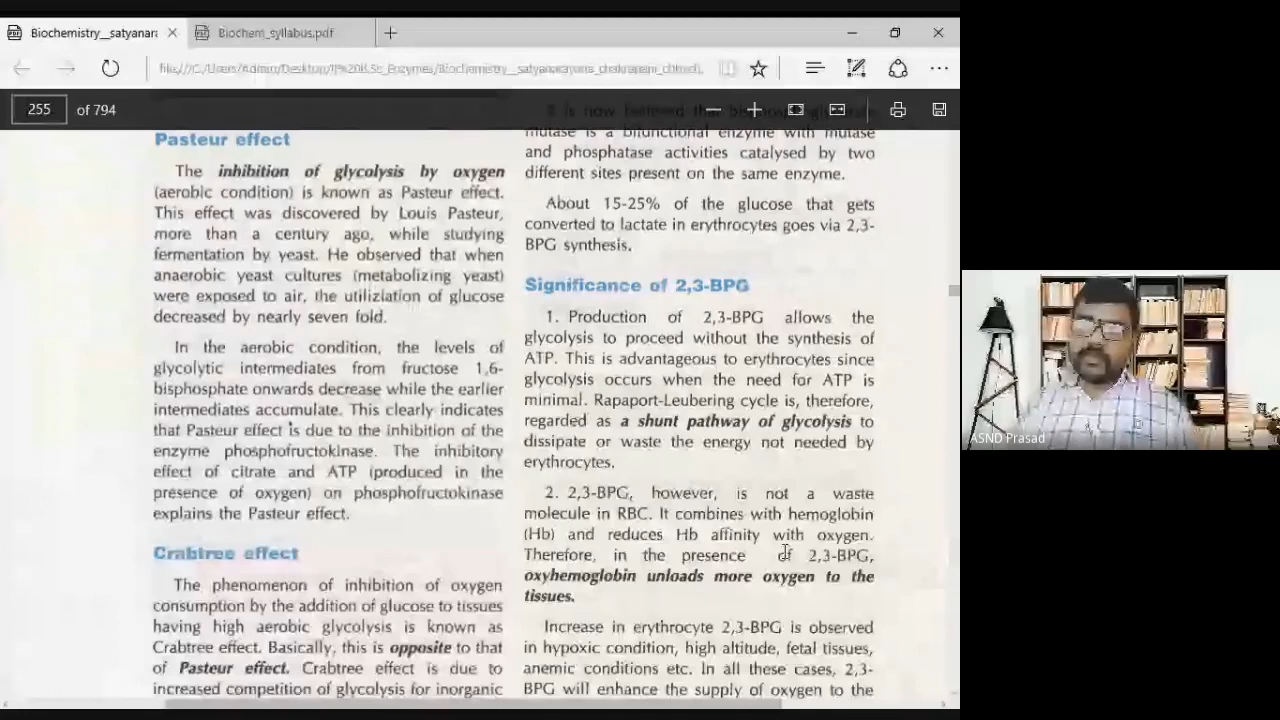 Biochemistry__satyanara
Biochem_syllabus.pdf
255 of 794
Pasteur effect
The inhibition of glycolysis by oxygen
(aerobic condition) is known as Pasteur effect.
This effect was discovered by Louis Pasteur,
more than a century ago, while studying
fermentation by yeast. He observed that when
anaerobic yeast cultures (metabolizing yeast)
were exposed to air, the utiliziation of glucose
decreased by nearly seven fold.
In the aerobic condition, the levels of
glycolytic intermediates from fructose 1,6-
bisphosphate onwards decrease while the earlier
intermediates accumulate. This clearly indicates
that Pasteur effect is due to the inhibition of the
enzyme phosphofructokinase. The inhibitory
effect of citrate and ATP (produced in the
presence of oxygen) on phosphofructokinase
explains the Pasteur effect.
Crabtree effect
The phenomenon of inhibition of oxygen
consumption by the addition of glucose to tissues
having high aerobic glycolysis is known as
Crabtree effect. Basically, this is opposite to that
of Pasteur effect. Crabtree effect is due to
increased competition of glycolysis for inorganic
is now believed that
mutase is a bifunctional enzyme with mutase
and phosphatase activities catalysed by two
different sites present on the same enzyme.
About 15-25% of the glucose that gets
converted to lactate in erythrocytes goes via 2,3-
BPG synthesis.
Significance of 2,3-BPG
1. Production of 2,3-BPG allows the
glycolysis to proceed without the synthesis of
ATP. This is advantageous to erythrocytes since
glycolysis occurs when the need for ATP is
minimal. Rapaport-Leubering cycle is, therefore,
regarded as a shunt pathway of glycolysis to
dissipate or waste the energy not needed by
erythrocytes.
2. 2,3-BPG, however, is not a waste
molecule in RBC. It combines with hemoglobin
(Hb) and reduces Hb affinity with oxygen.
Therefore, in the presence of 2,3-BPG,
oxyhemoglobin unloads more oxygen to the
tissues.
Increase in erythrocyte 2,3-BPG is observed
in hypoxic condition, high altitude, fetal tissues,
anemic conditions etc. In all these cases, 2,3-
BPG will enhance the supply of oxygen to the
ASND Prasad